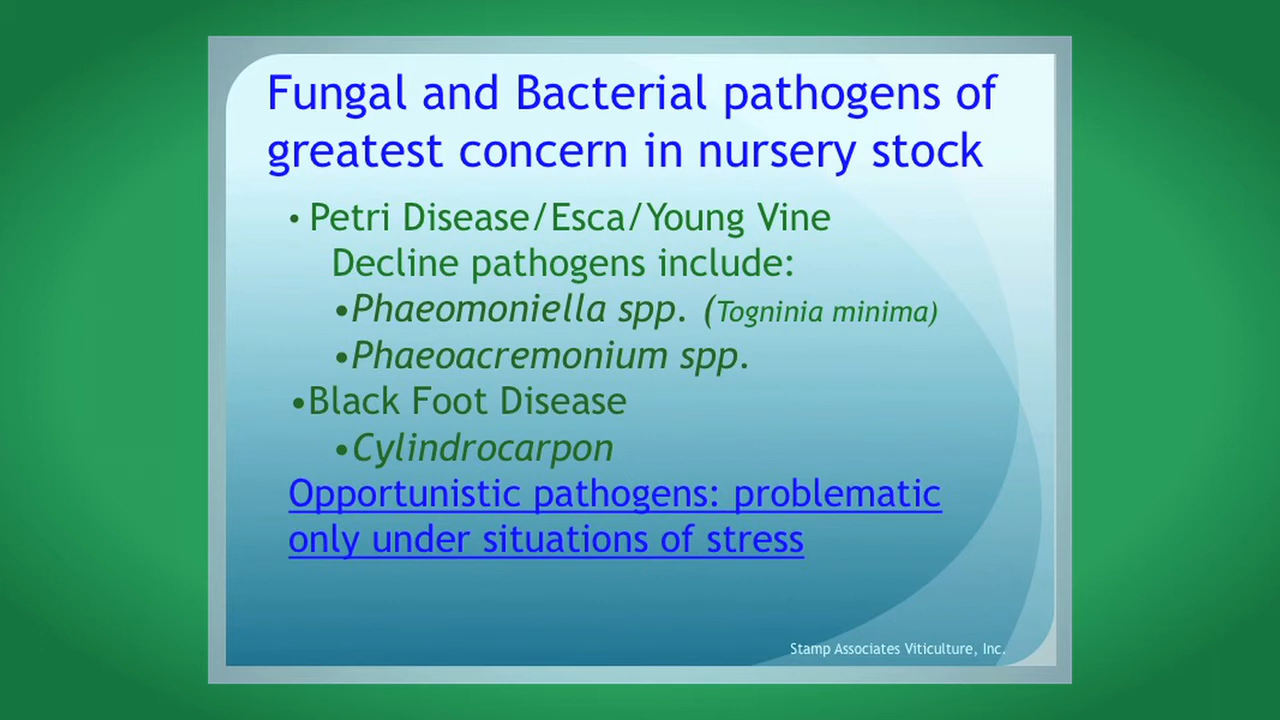 Fungal and Bacterial pathogens of
greatest concern in nursery stock
• Petri Disease/Esca/Young Vine
Decline pathogens include:
•Phaeomoniella spp. (Togninia minima)
•Phaeoacremonium spp.
•Black Foot Disease
•Cylindrocarpon
Opportunistic pathogens: problematic
only under situations of stress
Stamp Associates Viticulture, Inc.